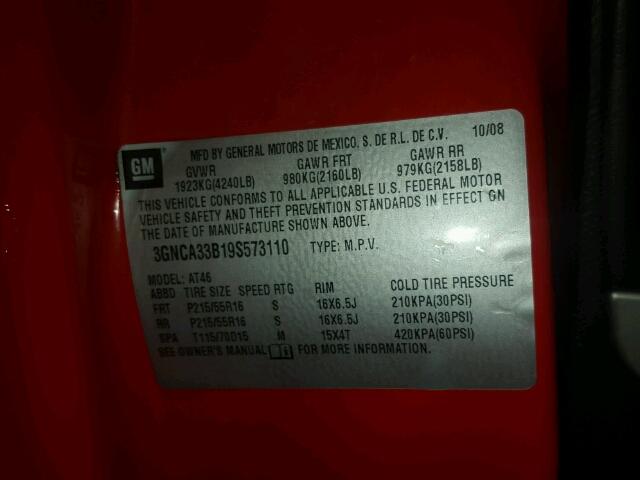 GM
MFD BY GENERAL MOTORS DE MEXICO, S. DE R.L. DE C.V. 10/08
GVWR GAWR FRT GAWR RR
1923KG(4240LB) 980KG(2160LB) 979KG(2158LB)
THIS VEHICLE CONFORMS TO ALL APPLICABLE U.S. FEDERAL MOTOR
VEHICLE SAFETY AND THEFT PREVENTION STANDARDS IN EFFECT ON
THE DATE OF MANUFACTURE SHOWN ABOVE.
3GNCA33B19S573110 TYPE: M.P.V.
MODEL: AT46
ABBD TIRE SIZE SPEED RTG RIM COLD TIRE PRESSURE
FRT P215/55R16 S 16X6.5J 210KPA(30PSI)
RR P215/55R16 S 16X6.5J 210KPA(30PSI)
SPA T115/70D15 M 15X4T 420KPA(60PSI)
SEE OWNER'S MANUAL FOR MORE INFORMATION.